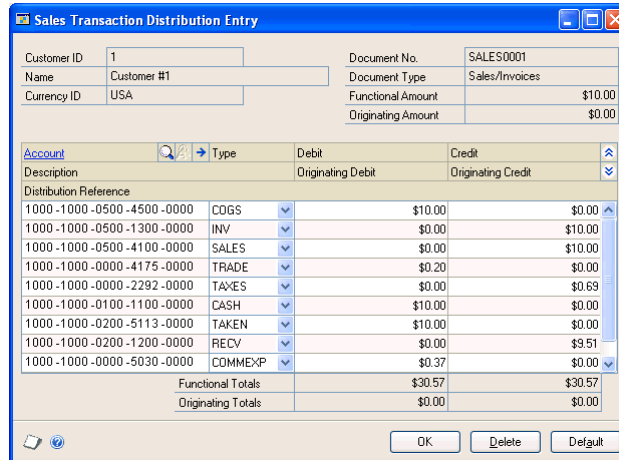 Sales Transaction Distribution Entry
Customer ID 1 Document No. SALES0001
Name Customer #1 Document Type Sales/Invoices
Currency ID USA Functional Amount $10.00
Originating Amount $0.00
Account Type Debit Credit
Description Originating Debit Originating Credit
Distribution Reference
1000 -1000 -0500 -4500 -0000 COGS $10.00 $0.00
1000 -1000 -0500 -1300 -0000 INV $0.00 $10.00
1000 -1000 -0500 -4100 -0000 SALES $0.00 $10.00
1000 -1000 -0000 -4175 -0000 TRADE $0.20 $0.00
1000 -1000 -0000 -2292 -0000 TAXES $0.00 $0.69
1000 -1000 -0100 -1100 -0000 CASH $10.00 $0.00
1000 -1000 -0200 -5113 -0000 TAKEN $10.00 $0.00
1000 -1000 -0200 -1200 -0000 RECV $0.00 $9.51
1000 -1000 -0000 -5030 -0000 COMMEXP $0.37 $0.00
Functional Totals $30.57 $30.57
Originating Totals $0.00 $0.00
OK Delete Default